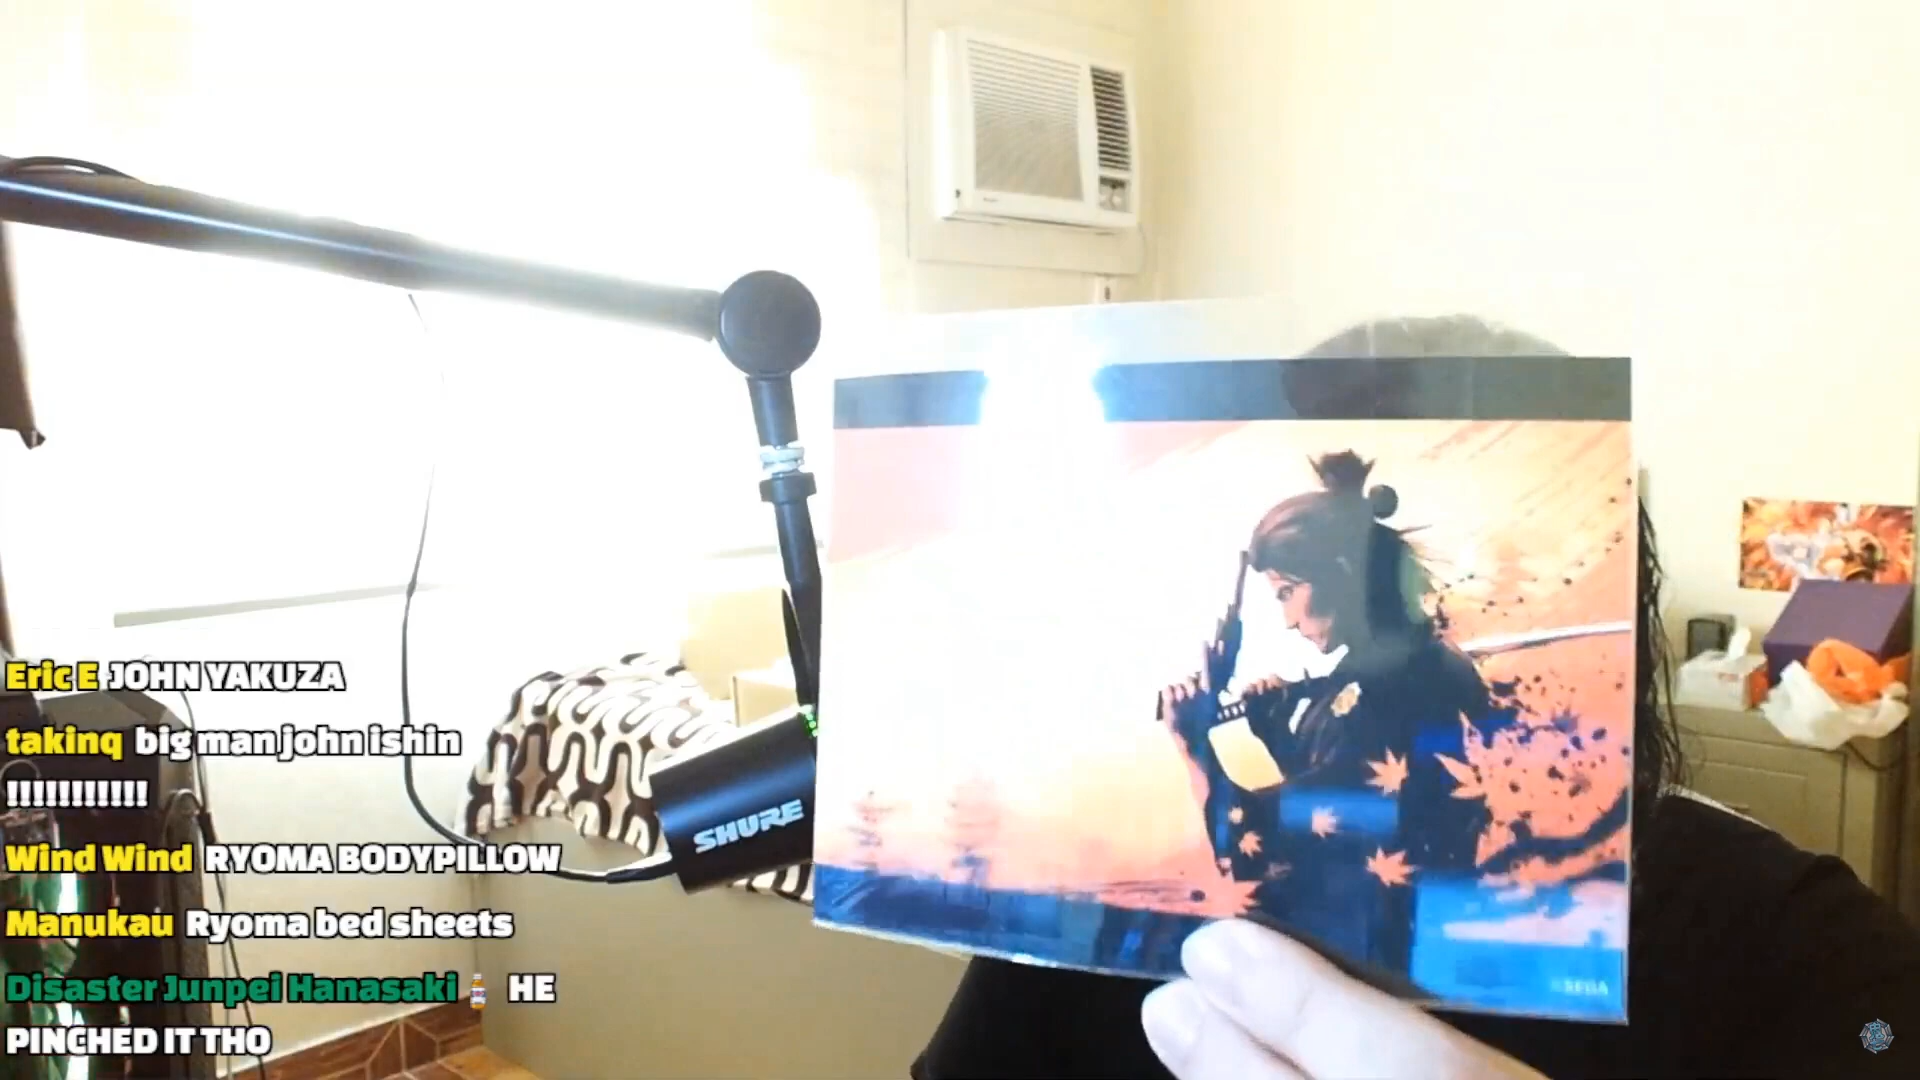 Eric E JOHN YAKUZA
takinq big man john ishin
!!!!!!!!!!!
Wind Wind RYOMA BODYPILLOW
SHURE
Manukau Ryoma bed sheets
Disaster Junpei Hanasaki HE
PINCHED IT THO
©SEGA